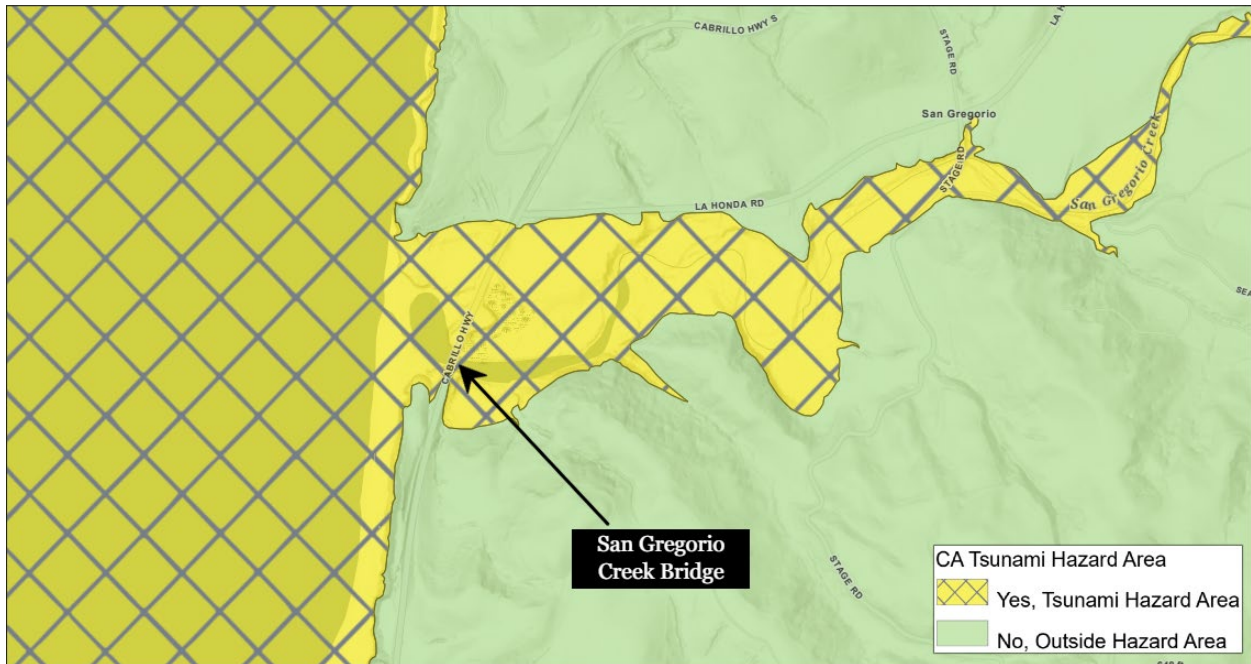 CABRILLO HWY S
STAGE RD
San Gregorio
STAGE RD
San Gregorio Creek
LA HONDA RD
CABRILLO HWY
San Gregorio
Creek Bridge
STAGE RD
CA Tsunami Hazard Area
Yes, Tsunami Hazard Area
No, Outside Hazard Area